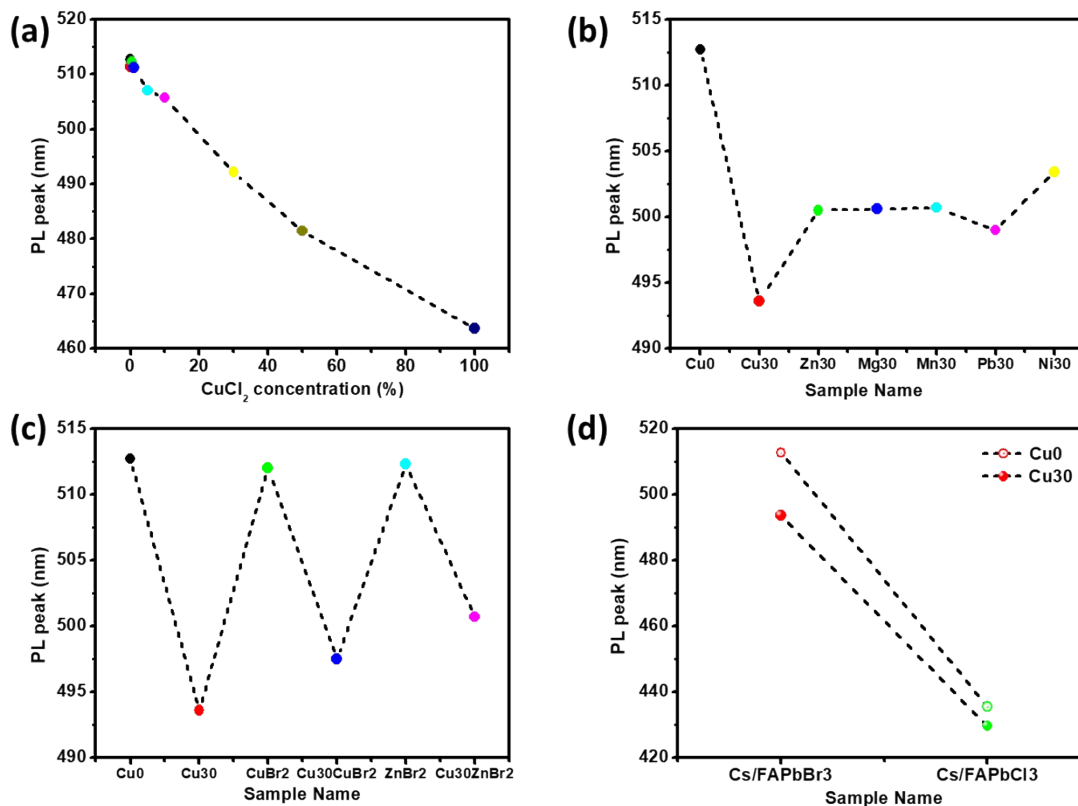 (a)
520
510
500
490
480
470
460
PL peak (nm)
0 20 40 60 80 100
CuCl2 concentration (%)
(b)
515
510
505
500
495
490
PL peak (nm)
Cu0 Cu30 Zn30 Mg30 Mn30 Pb30 Ni30
Sample Name
(c)
515
510
505
500
495
490
PL peak (nm)
Cu0 Cu30 CuBr2 Cu30CuBr2 ZnBr2 Cu30ZnBr2
Sample Name
(d)
520
500
480
460
440
420
PL peak (nm)
Cu0
Cu30
Cs/FAPbBr3 Cs/FAPbCl3
Sample Name